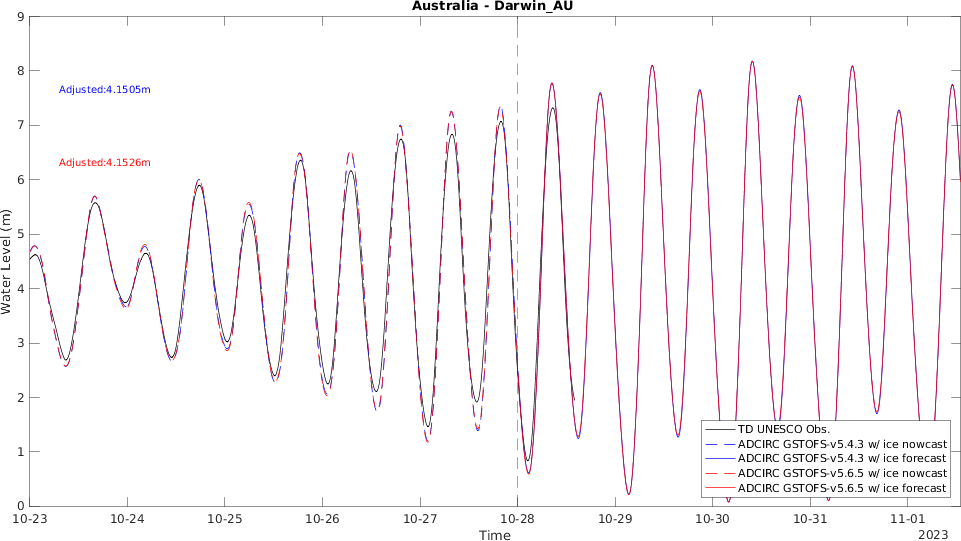 Australia - Darwin_AU
9
8
7
6
5
4
3
2
1
0
Water Level (m)
Adjusted:4.1505m
Adjusted:4.1526m
TD UNESCO Obs.
ADCIRC GSTOFS-v5.4.3 w/ ice nowcast
ADCIRC GSTOFS-v5.4.3 w/ ice forecast
ADCIRC GSTOFS-v5.6.5 w/ ice nowcast
ADCIRC GSTOFS-v5.6.5 w/ ice forecast
10-23 10-24 10-25 10-26 10-27 10-28 10-29 10-30 10-31 11-01
Time
2023